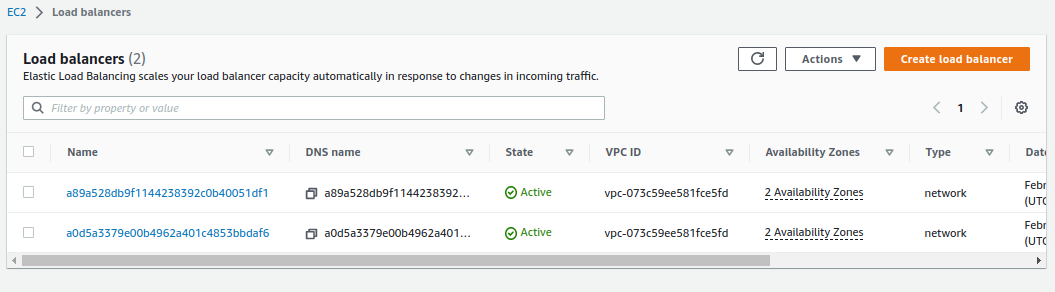 EC2 > Load balancers
Load balancers (2)
Elastic Load Balancing scales your load balancer capacity automatically in response to changes in incoming traffic.
Actions
Create load balancer
Filter by property or value
1
Name DNS name State VPC ID Availability Zones Type Date
a89a528db9f1144238392c0b40051df1 a89a528db9f1144238392... Active vpc-073c59ee581fce5fd 2 Availability Zones network Febr
(UTC
a0d5a3379e00b4962a401c4853bbdaf6 a0d5a3379e00b4962a401... Active vpc-073c59ee581fce5fd 2 Availability Zones network Febr
(UTC